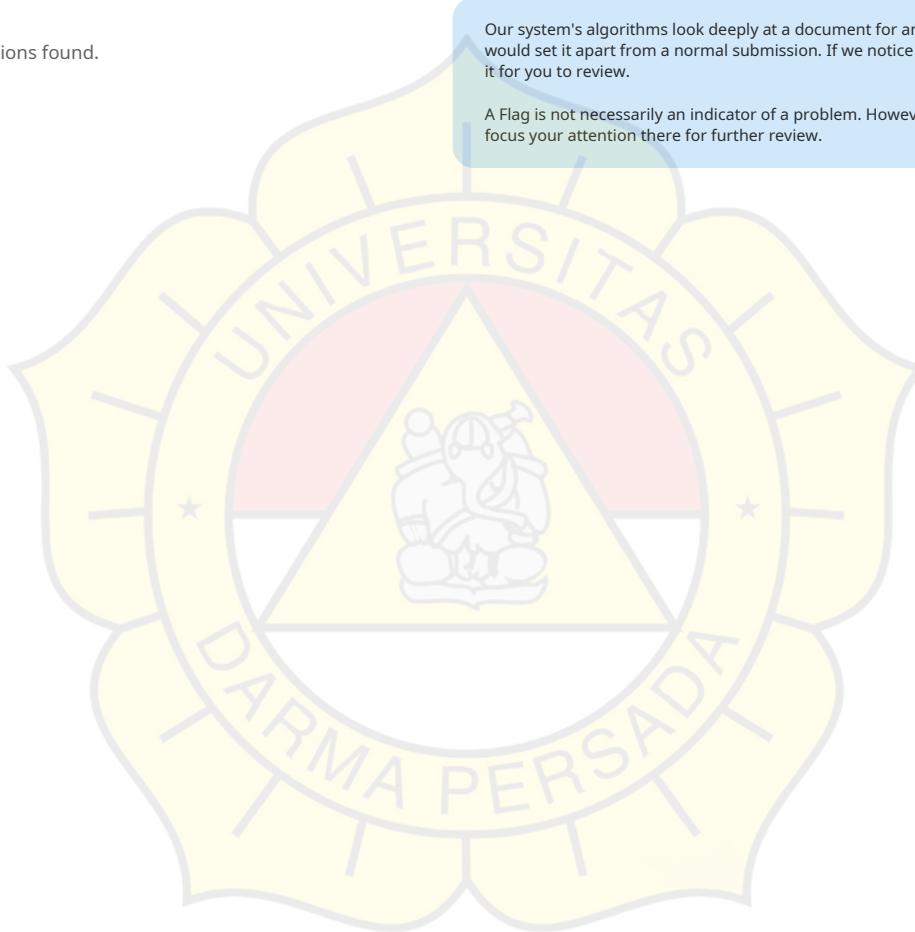 ions found.
Our system's algorithms look deeply at a document for
would set it apart from a normal submission. If we notice
it for you to review.
A Flag is not necessarily an indicator of a problem.
focus your attention there for further review.
UNIVERSITAS
DARMA PERSADA